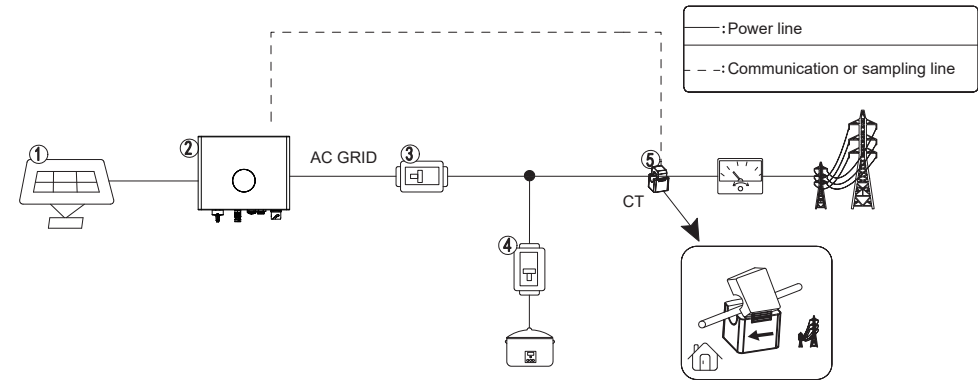 :Power line
:Communication or sampling line
①
②
AC GRID
③
⑤
CT
④